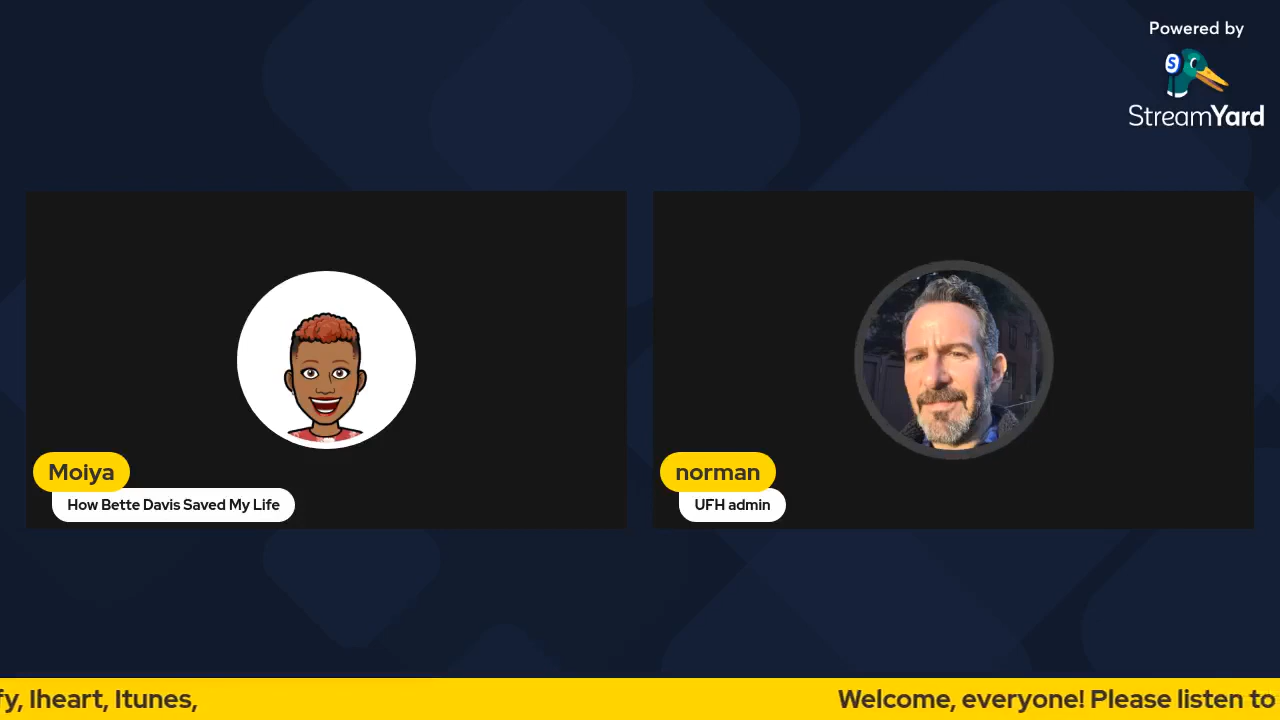 Powered by
S
StreamYard
Moiya
How Bette Davis Saved My Life
norman
UFH admin
fy, Iheart, Itunes,
Welcome, everyone! Please listen to